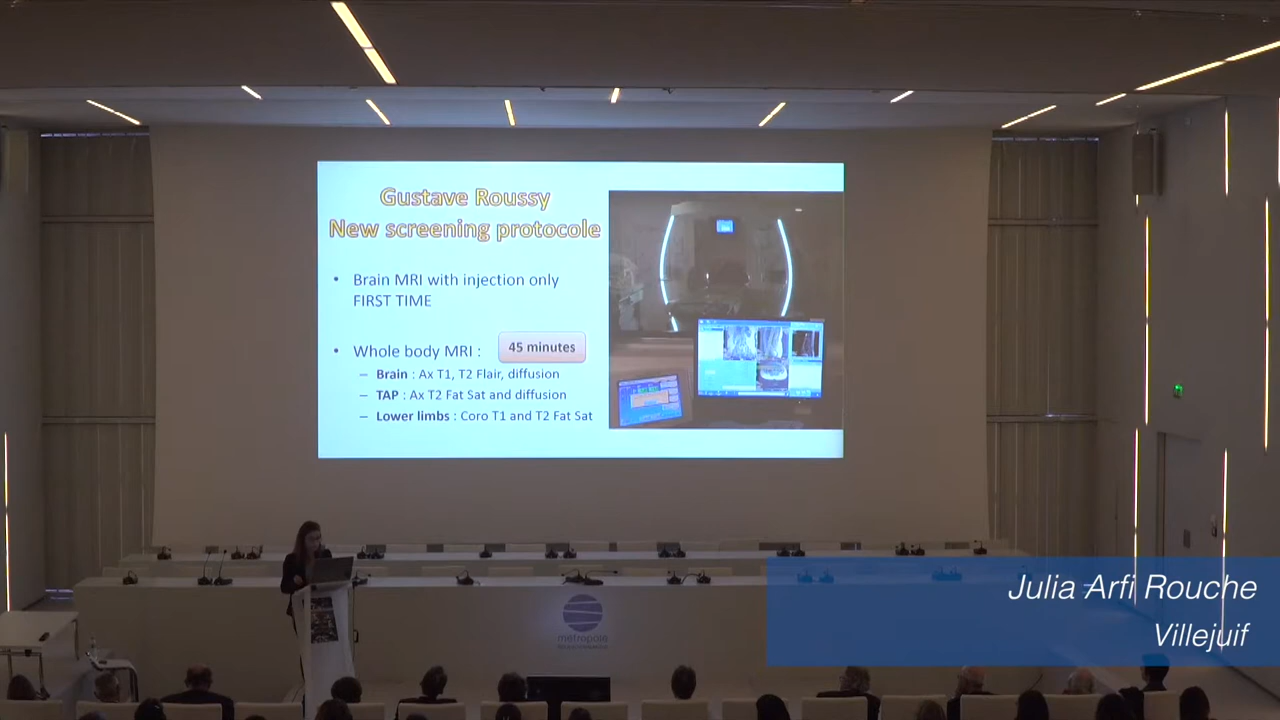 Gustave Roussy
New screening protocole
• Brain MRI with injection only
FIRST TIME
• Whole body MRI : 45 minutes
– Brain : Ax T1, T2 Flair, diffusion
– TAP : Ax T2 Fat Sat and diffusion
– Lower limbs : Coro T1 and T2 Fat Sat
Julia Arfi Rouche
Villejuif
metropole